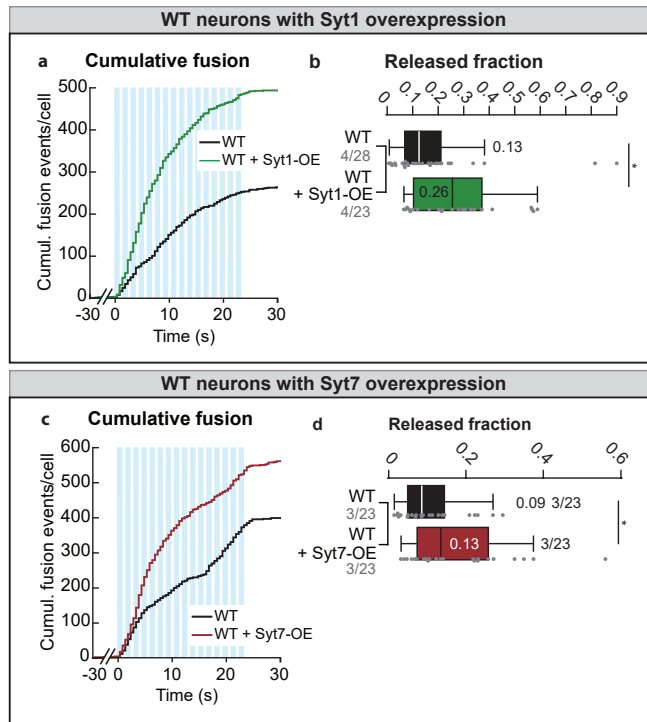 WT neurons with Syt1 overexpression
a
Cumulative fusion
500
400
300
200
100
0
Cumul. fusion events/cell
WT
WT + Syt1-OE
-30
0
10
20
30
Time (s)
b
Released fraction
0
0.1
0.2
0.3
0.4
0.5
0.6
0.7
0.8
0.9
WT
4/28
0.13
WT
+ Syt1-OE
4/23
0.26
*
WT neurons with Syt7 overexpression
c
Cumulative fusion
600
500
400
300
200
100
0
Cumul. fusion events/cell
WT
WT + Syt7-OE
-30
0
10
20
30
Time (s)
d
Released fraction
0
0.2
0.4
0.6
WT
3/23
0.09 3/23
WT
+ Syt7-OE
3/23
0.13
3/23
*